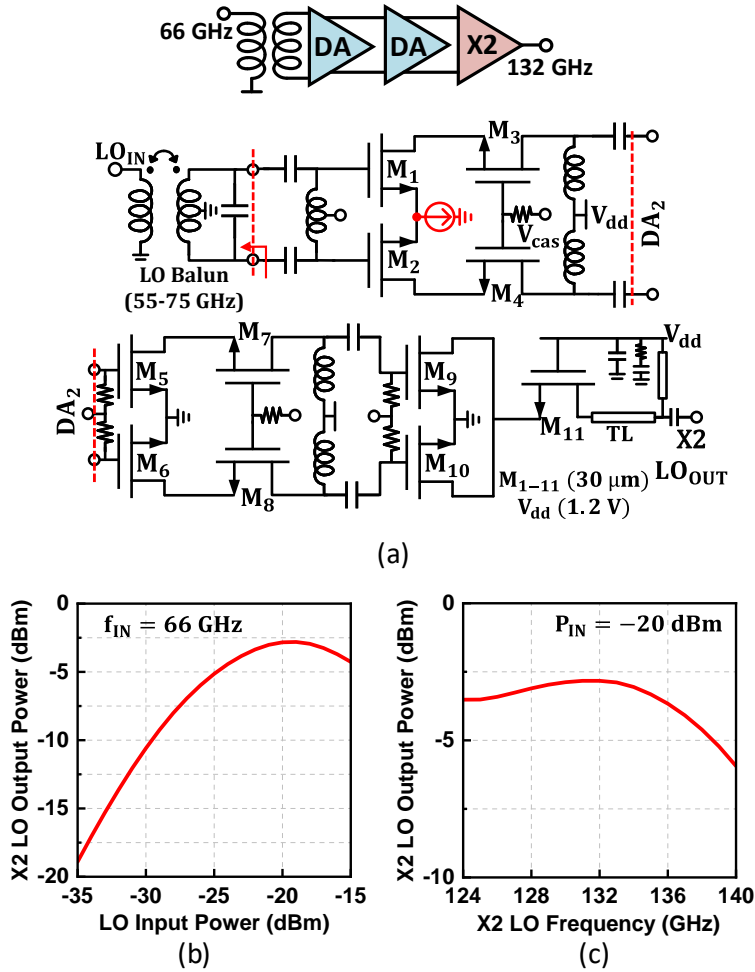 66 GHz
DA
DA
X2
132 GHz
LO_IN
M_1
M_2
M_3
M_4
V_cas
V_dd
DA_2
LO Balun
(55-75 GHz)
DA_2
M_5
M_6
M_7
M_8
M_9
M_10
M_11
V_dd
TL
X2
LO_OUT
M_1−11 (30 μm)
V_dd (1.2 V)
(a)
X2 LO Output Power (dBm)
f_IN = 66 GHz
0
-5
-10
-15
-20
-35 -30 -25 -20 -15
LO Input Power (dBm)
(b)
X2 LO Output Power (dBm)
P_IN = −20 dBm
0
-5
-10
124 128 132 136 140
X2 LO Frequency (GHz)
(c)